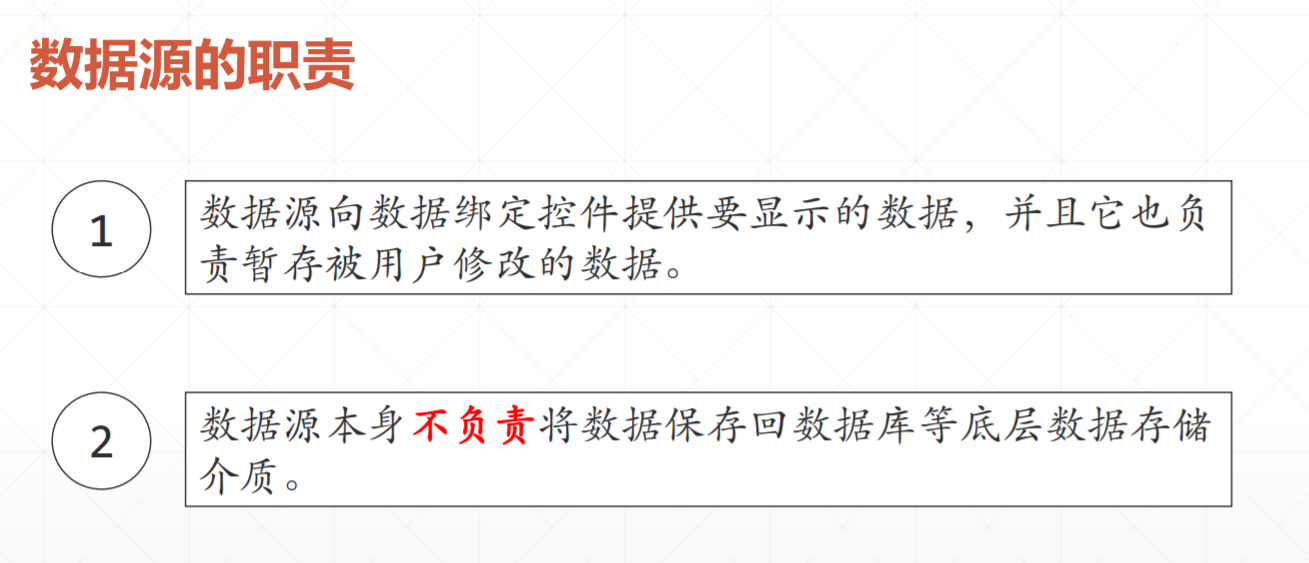 数据源的职责
1
数据源向数据绑定控件提供要显示的数据，并且它也负
责暂存被用户修改的数据。
2
数据源本身不负责将数据保存回数据库等底层数据存储
介质。